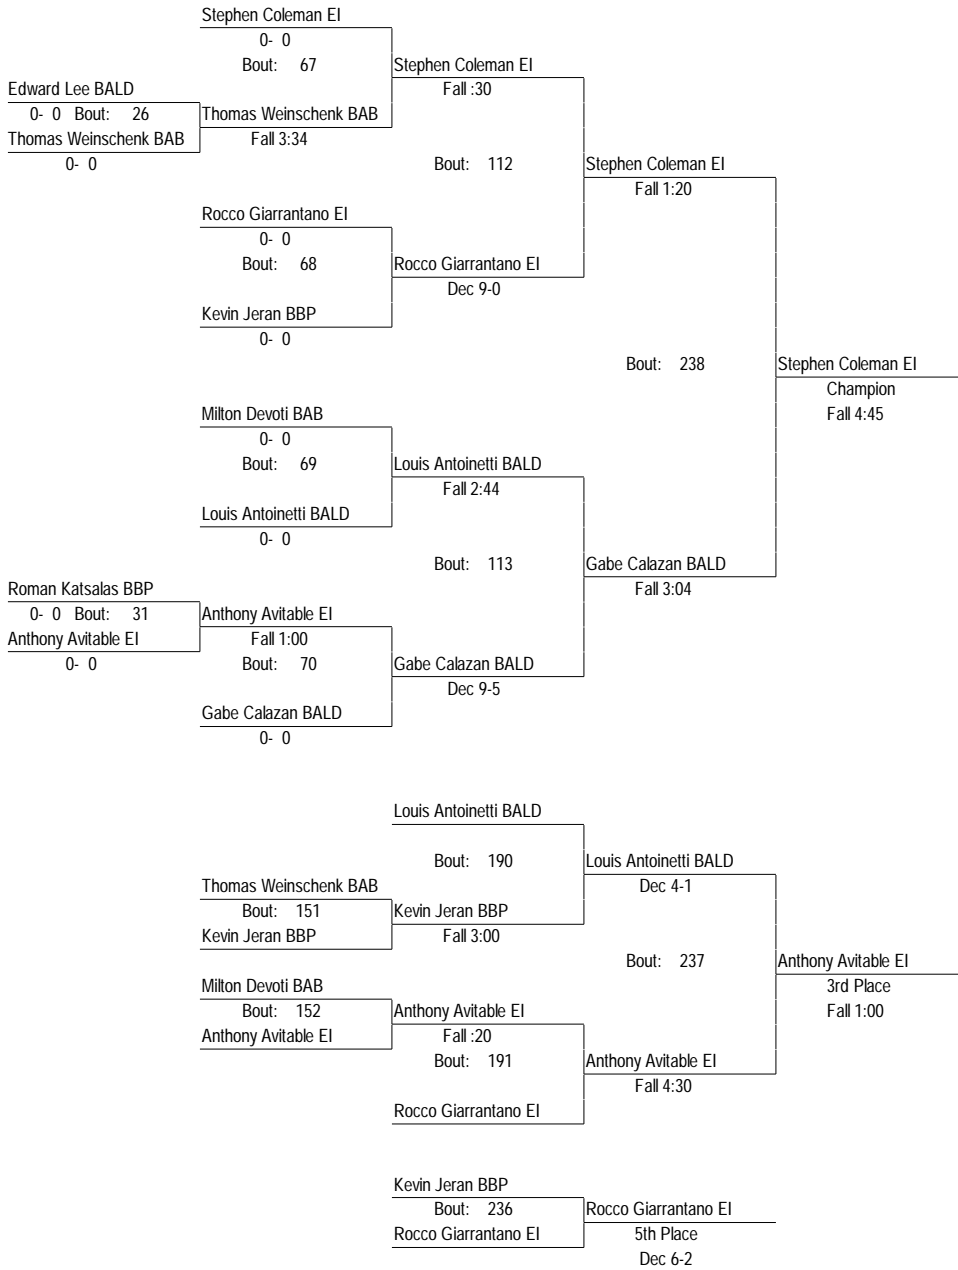 Stephen Coleman EI
0- 0
Bout: 67
Stephen Coleman EI
Fall :30
Edward Lee BALD
0- 0 Bout: 26
Thomas Weinschenk BAB
Thomas Weinschenk BAB
Fall 3:34
0- 0
Bout: 112
Stephen Coleman EI
Fall 1:20
Rocco Giarrantano EI
0- 0
Bout: 68
Rocco Giarrantano EI
Dec 9-0
Kevin Jeran BBP
0- 0
Bout: 238
Stephen Coleman EI
Champion
Fall 4:45
Milton Devoti BAB
0- 0
Bout: 69
Louis Antoinetti BALD
Fall 2:44
Louis Antoinetti BALD
0- 0
Bout: 113
Gabe Calazan BALD
Fall 3:04
Roman Katsalas BBP
0- 0 Bout: 31
Anthony Avitable EI
Anthony Avitable EI
Fall 1:00
0- 0
Bout: 70
Gabe Calazan BALD
Dec 9-5
Gabe Calazan BALD
0- 0
Louis Antoinetti BALD
Bout: 190
Louis Antoinetti BALD
Dec 4-1
Thomas Weinschenk BAB
Bout: 151
Kevin Jeran BBP
Kevin Jeran BBP
Fall 3:00
Bout: 237
Anthony Avitable EI
3rd Place
Fall 1:00
Milton Devoti BAB
Bout: 152
Anthony Avitable EI
Anthony Avitable EI
Fall :20
Bout: 191
Anthony Avitable EI
Fall 4:30
Rocco Giarrantano EI
Kevin Jeran BBP
Bout: 236
Rocco Giarrantano EI
Rocco Giarrantano EI
5th Place
Dec 6-2